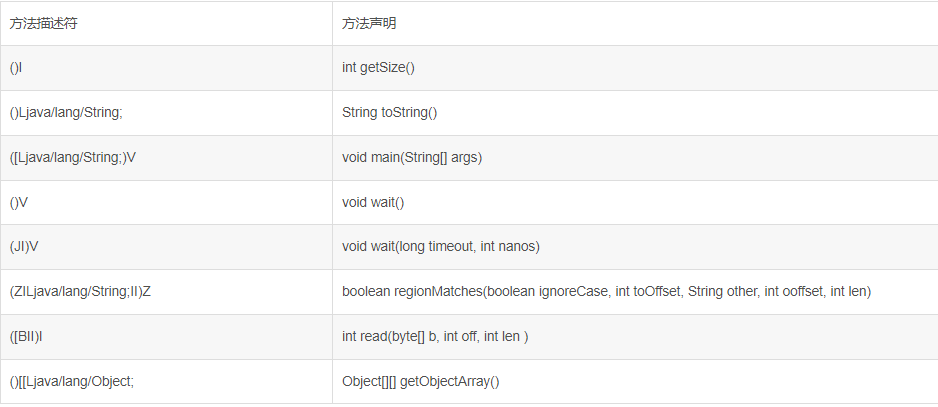 方法描述符 方法声明
()I int getSize()
()Ljava/lang/String; String toString()
([Ljava/lang/String;)V void main(String[] args)
()V void wait()
(JI)V void wait(long timeout, int nanos)
(ZILjava/lang/String;II)Z boolean regionMatches(boolean ignoreCase, int toOffset, String other, int ooffset, int len)
([BII)I int read(byte[] b, int off, int len )
()[[Ljava/lang/Object; Object[][] getObjectArray()